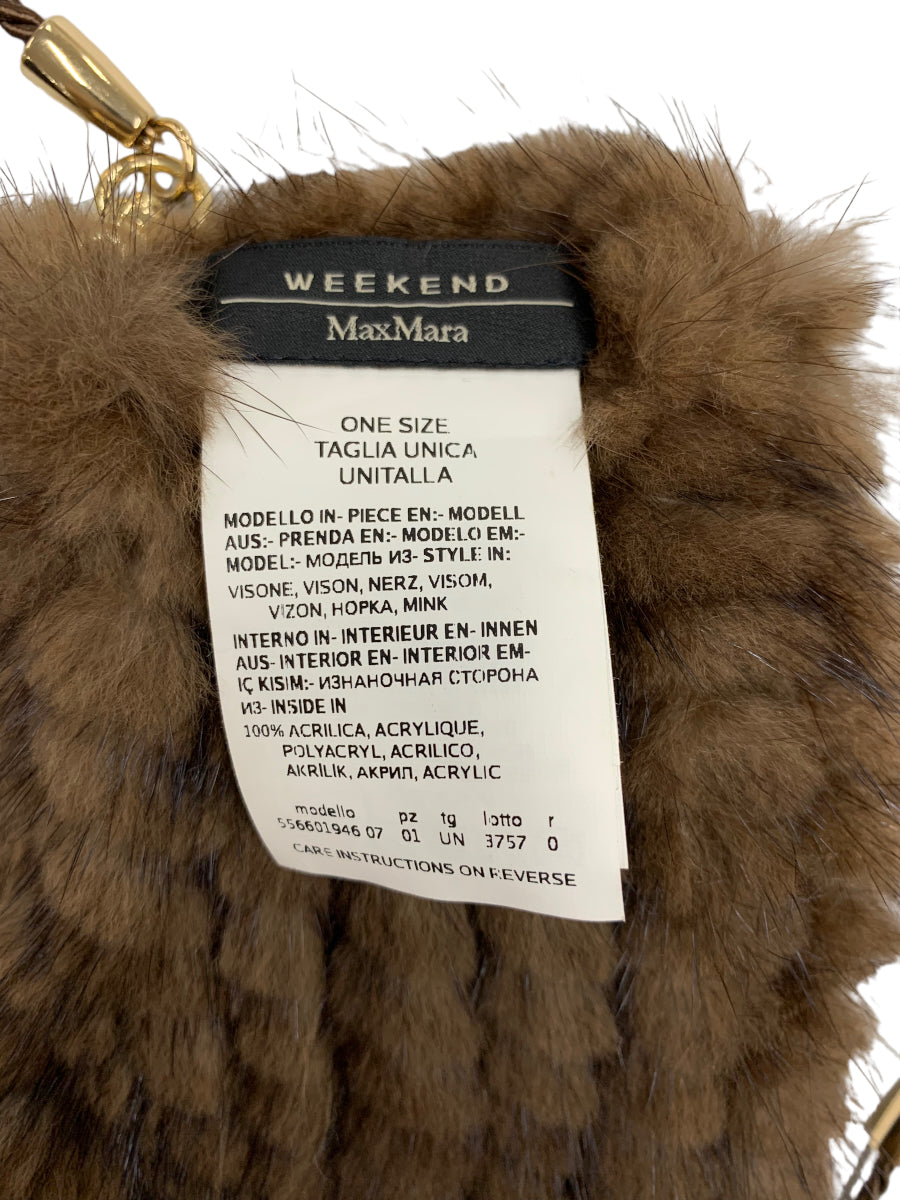 WEEKEND
MaxMara
ONE SIZE
TAGLIA UNICA
UNITALLA
MODELLO IN- PIECE EN:- MODELL
AUS:- PRENDA EN:- MODELO EM:-
MODEL:- МОДЕЛЬ ИЗ- STYLE IN:
VISONE, VISON, NERZ, VISOM,
VIZON, НОРКА, MINK
INTERNO IN- INTERIEUR EN- INNEN
AUS- INTERIOR EN- INTERIOR EM-
IÇ KISIM:- ИЗНАНОЧНАЯ СТОРОНА
ИЗ- INSIDE IN
100% ACRILICA, ACRYLIQUE,
POLYACRYL, ACRILICO,
AKRİLIK, АКРИЛ, ACRYLIC
modello pz tg lotto r
556601946 07 01 UN 3757 0
CARE INSTRUCTIONS ON REVERSE